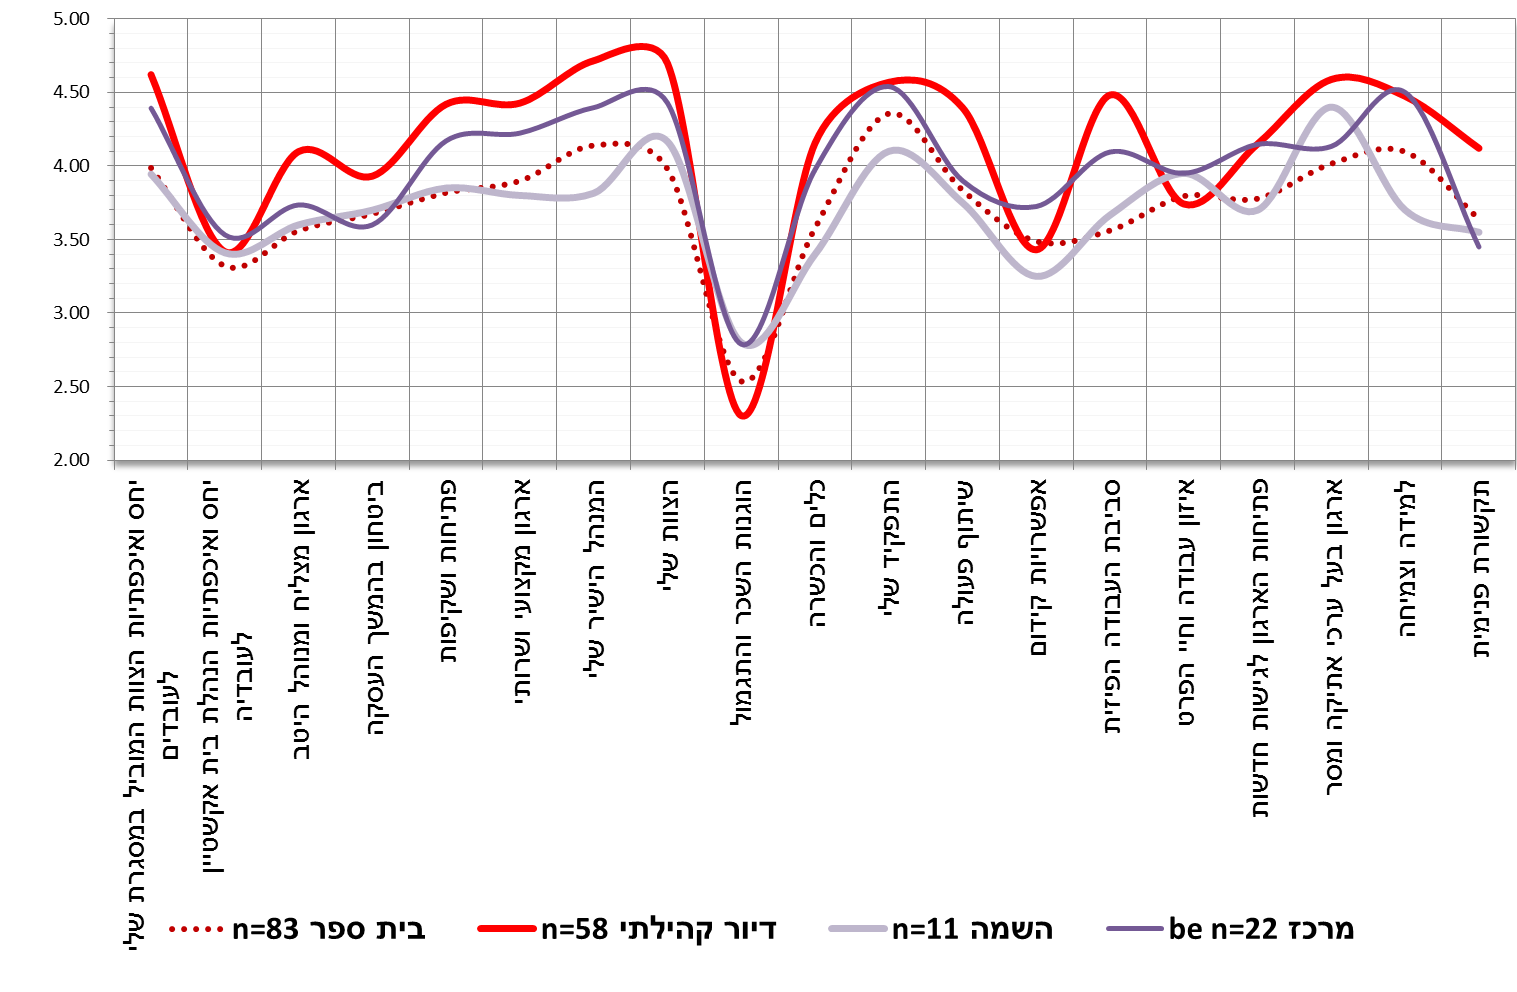 5.00
4.50
4.00
3.50
3.00
2.50
2.00
יחס ואיכפתיות הצוות המוביל במסגרת שלי
לעובדים
יחס ואיכפתיות הנהלת בית אקשטיין
לעובדיה
ארגון מצליח ומנוהל היטב
ביטחון בהמשך העסקה
פתיחות ושקיפות
ארגון מקצועי ושרותי
המנהל הישיר שלי
הצוות שלי
הוגנות השכר והתגמול
כלים והכשרה
התפקיד שלי
שיתוף פעולה
אפשרויות קידום
סביבת העבודה הפיזית
איזון עבודה וחיי הפרט
פתיחות הארגון לגישות חדשות
ארגון בעל ערכי אתיקה ומסר
למידה וצמיחה
תקשורת פנימית
בית ספר n=83
דיור קהילתי n=58
השמה n=11
מרכז be n=22